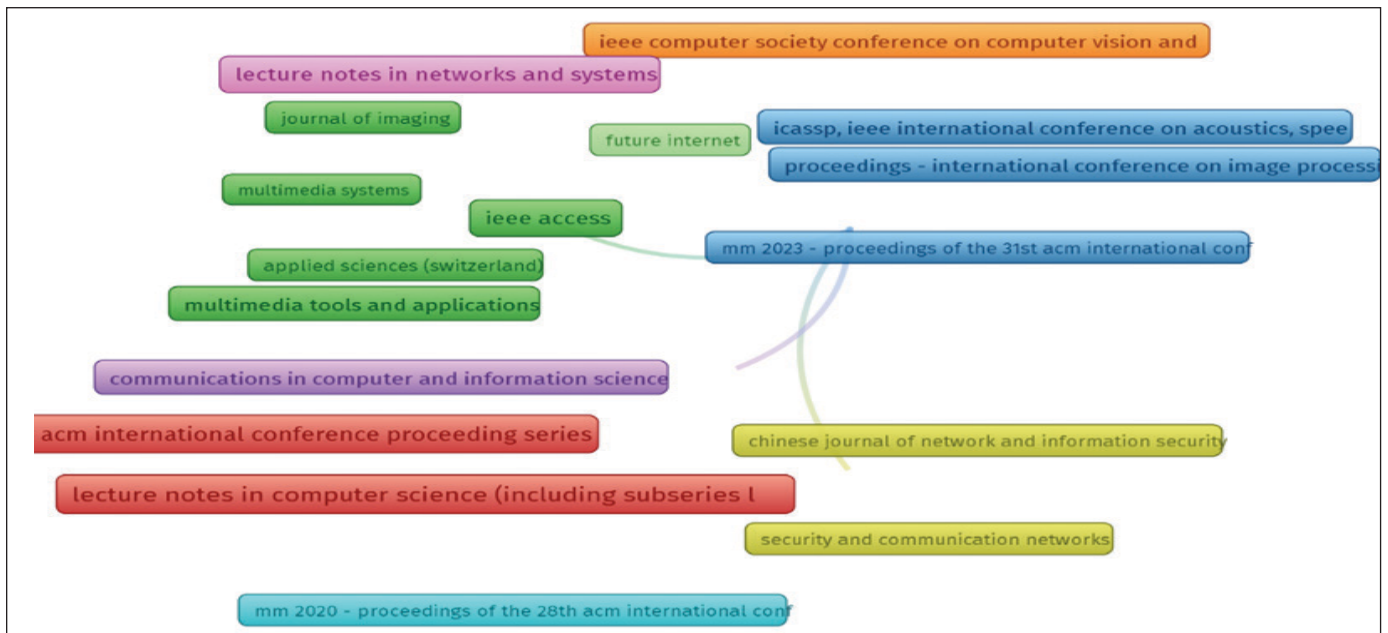 ieee computer society conference on computer vision and
lecture notes in networks and systems
journal of imaging
future internet
icassp, ieee international conference on acoustics, spee
proceedings - international conference on image processi
multimedia systems
ieee access
mm 2023 - proceedings of the 31st acm international conf
applied sciences (switzerland)
multimedia tools and applications
communications in computer and information science
acm international conference proceeding series
chinese journal of network and information security
lecture notes in computer science (including subseries l
security and communication networks
mm 2020 - proceedings of the 28th acm international conf